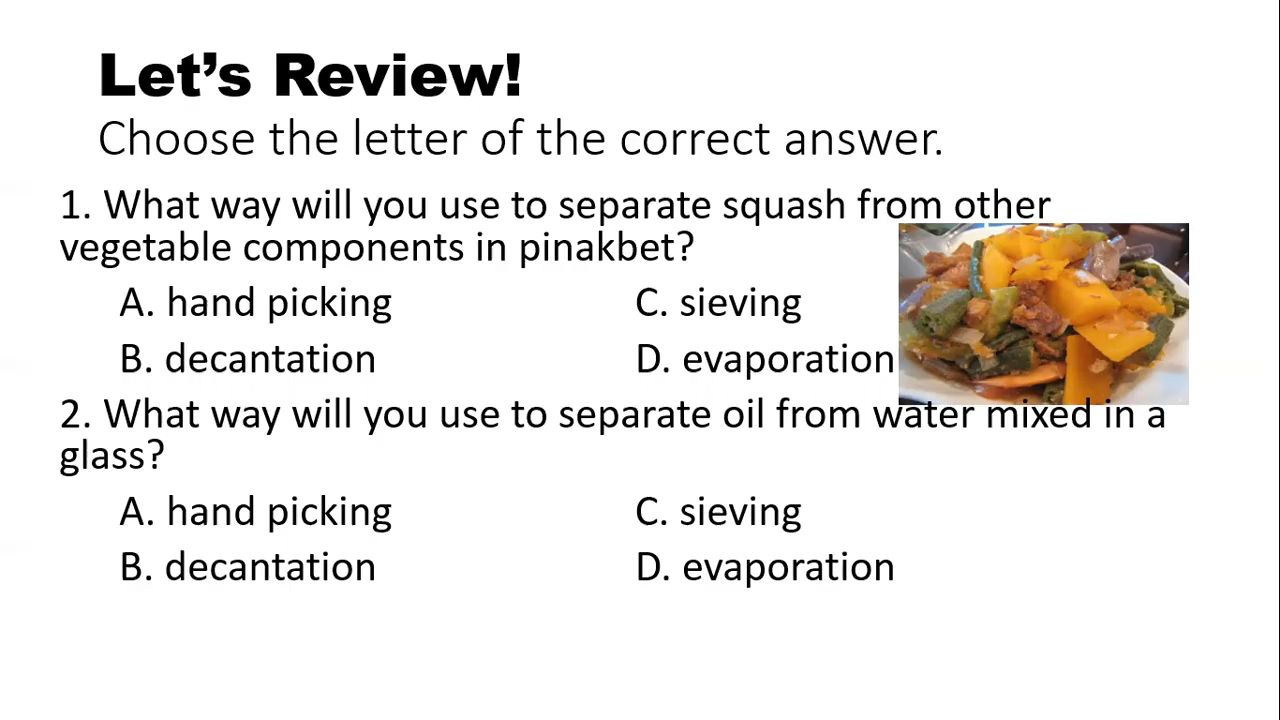 Let's Review!
Choose the letter of the correct answer.
1. What way will you use to separate squash from other
vegetable components in pinakbet?
A. hand picking C. sieving
B. decantation D. evaporation
2. What way will you use to separate oil from water mixed in a
glass?
A. hand picking C. sieving
B. decantation D. evaporation